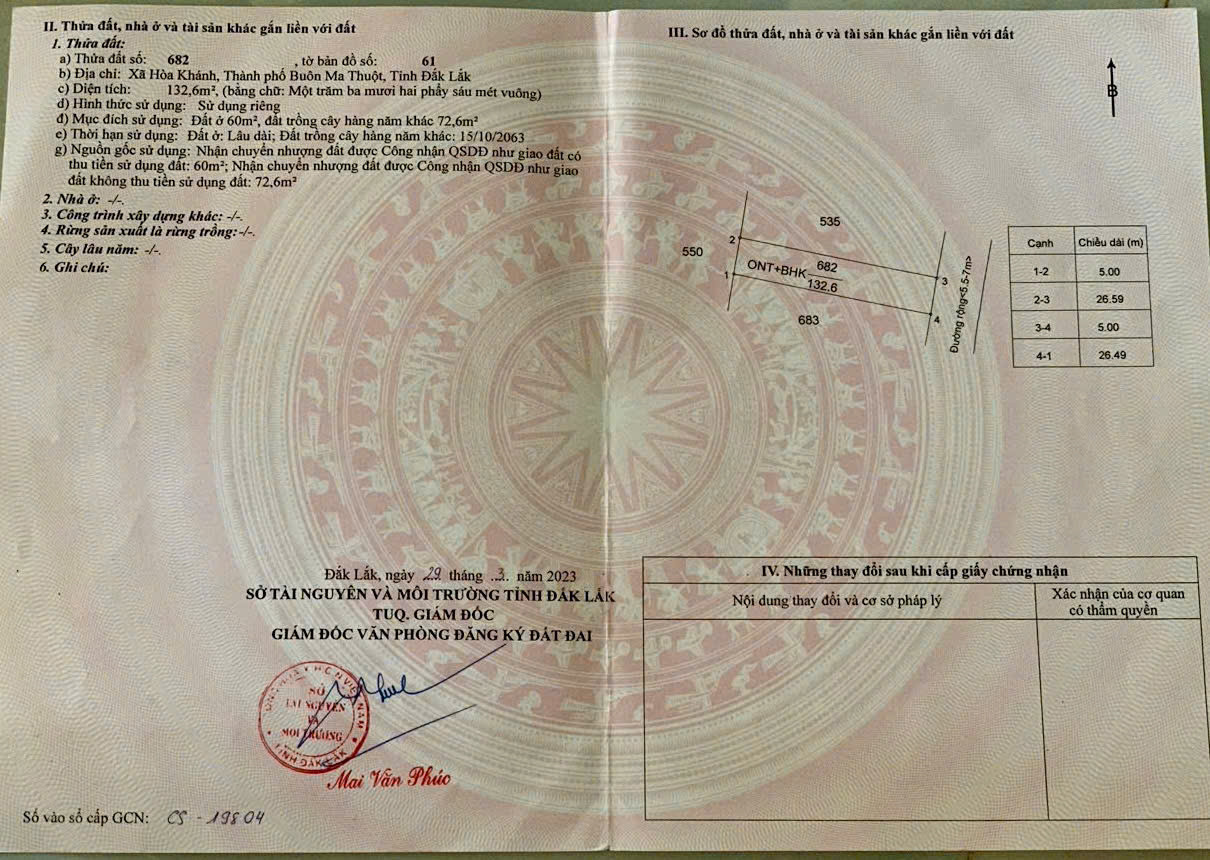 II. Thửa đất, nhà ở và tài sản khác gắn liền với đất
1. Thửa đất:
a) Thửa đất số: 682 , tờ bản đồ số: 61
b) Địa chỉ: Xã Hòa Khánh, Thành phố Buôn Ma Thuột, Tỉnh Đắk Lắk
c) Diện tích: 132,6m², (bằng chữ: Một trăm ba mươi hai phẩy sáu mét vuông)
d) Hình thức sử dụng: Sử dụng riêng
đ) Mục đích sử dụng: Đất ở 60m², đất trồng cây hàng năm khác 72,6m²
e) Thời hạn sử dụng: Đất ở: Lâu dài; Đất trồng cây hàng năm khác: 15/10/2063
g) Nguồn gốc sử dụng: Nhận chuyển nhượng đất được Công nhận QSDĐ như giao đất có
thu tiền sử dụng đất: 60m²; Nhận chuyển nhượng đất được Công nhận QSDĐ như giao
đất không thu tiền sử dụng đất: 72,6m²
2. Nhà ở: -/-.
3. Công trình xây dựng khác: -/-.
4. Rừng sản xuất là rừng trồng: -/-.
5. Cây lâu năm: -/-.
6. Ghi chú:
Đắk Lắk, ngày 29 tháng 3 năm 2023
SỞ TÀI NGUYÊN VÀ MÔI TRƯỜNG TỈNH ĐẮK LẮK
TUQ. GIÁM ĐỐC
GIÁM ĐỐC VĂN PHÒNG ĐĂNG KÝ ĐẤT ĐAI
SỞ
TÀI NGUYÊN
VÀ
MÔI TRƯỜNG
TỈNH ĐẮK LẮK
Mai Văn Phúc
Số vào sổ cấp GCN: CS - 19804
III. Sơ đồ thửa đất, nhà ở và tài sản khác gắn liền với đất
B
535
550
2
1
ONT+BHK 682
132.6
3
4
683
Đường rộng<5.5-7m>
Cạnh Chiều dài (m)
1-2 5.00
2-3 26.59
3-4 5.00
4-1 26.49
IV. Những thay đổi sau khi cấp giấy chứng nhận
Nội dung thay đổi và cơ sở pháp lý
Xác nhận của cơ quan
có thẩm quyền